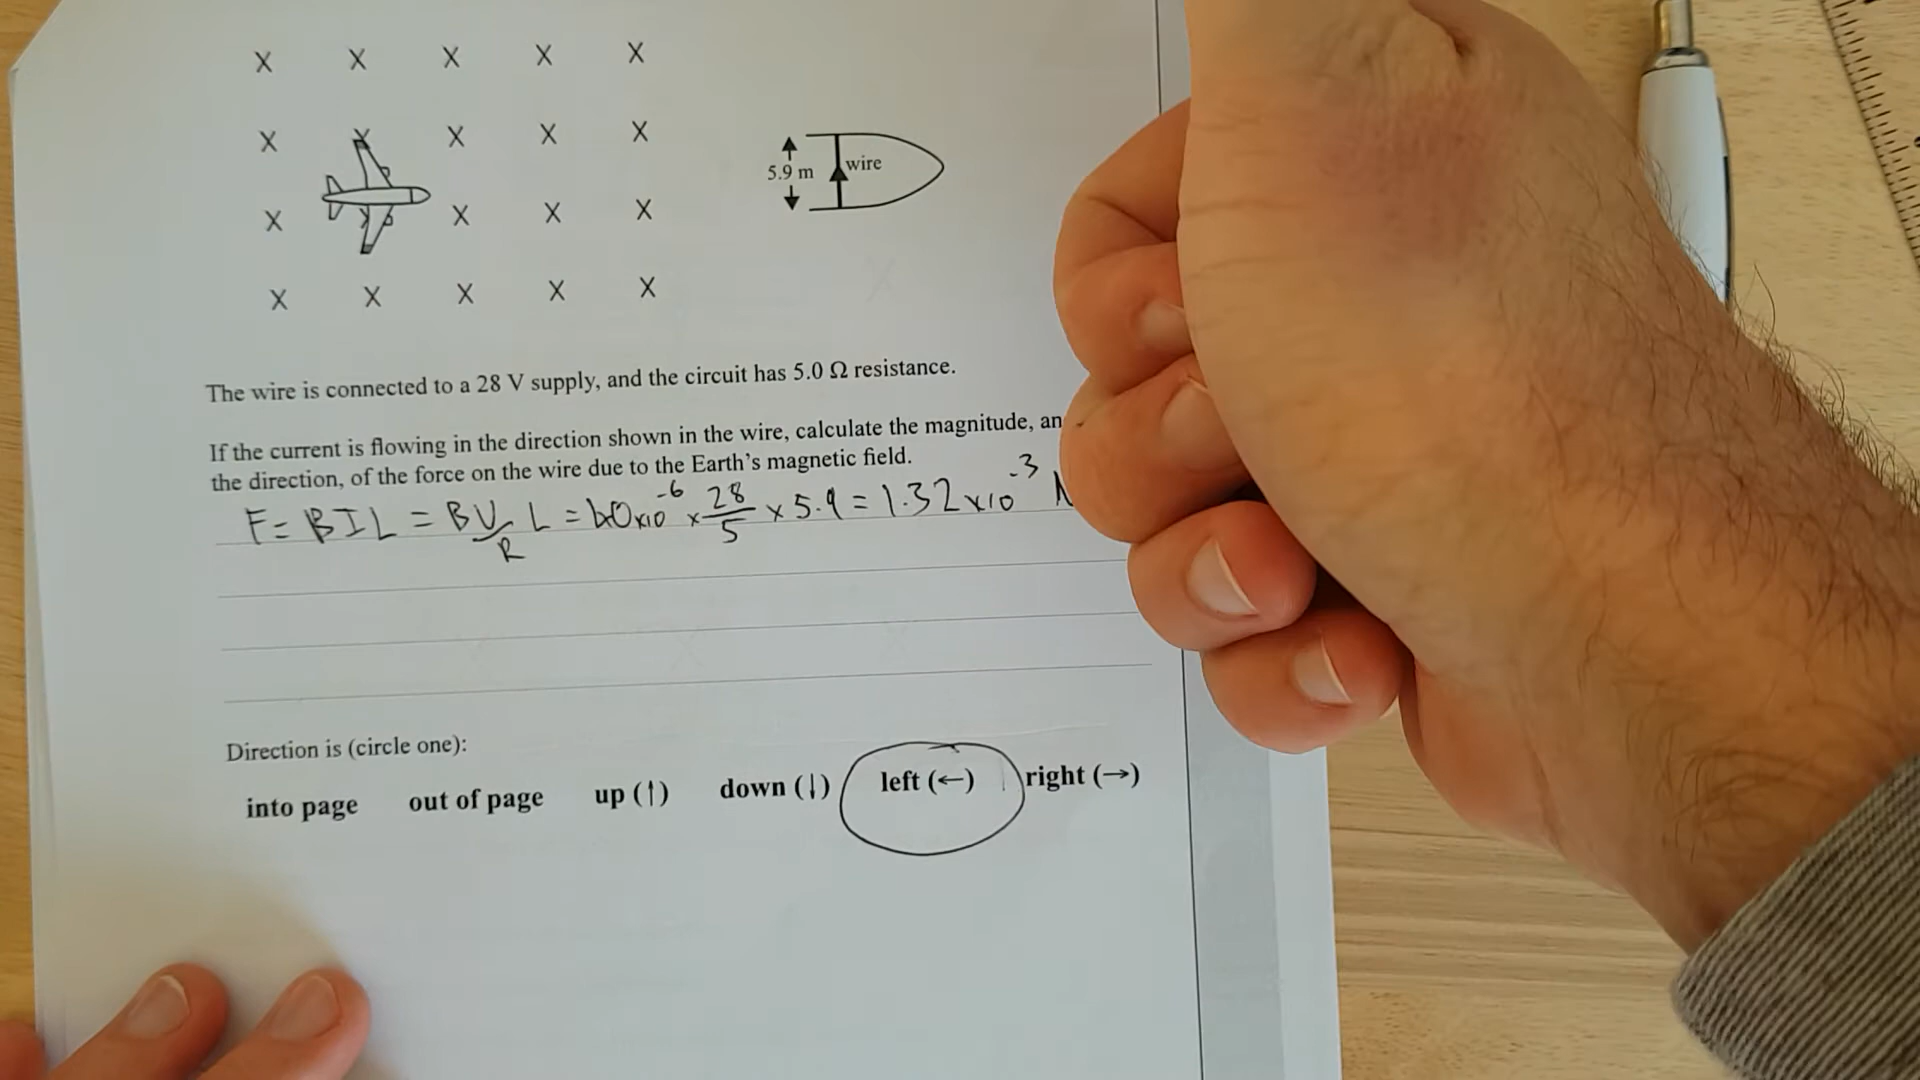 X X X X X
X X X X X
5.9 m wire
X X X X
X X X X X
The wire is connected to a 28 V supply, and the circuit has 5.0 Ω resistance.
If the current is flowing in the direction shown in the wire, calculate the magnitude, an
the direction, of the force on the wire due to the Earth's magnetic field.
F = BIL = B V/R L = 40×10⁻⁶ × 28/5 × 5.9 = 1.32 ×10⁻³ N
Direction is (circle one):
into page out of page up (↑) down (↓) left (←) right (→)